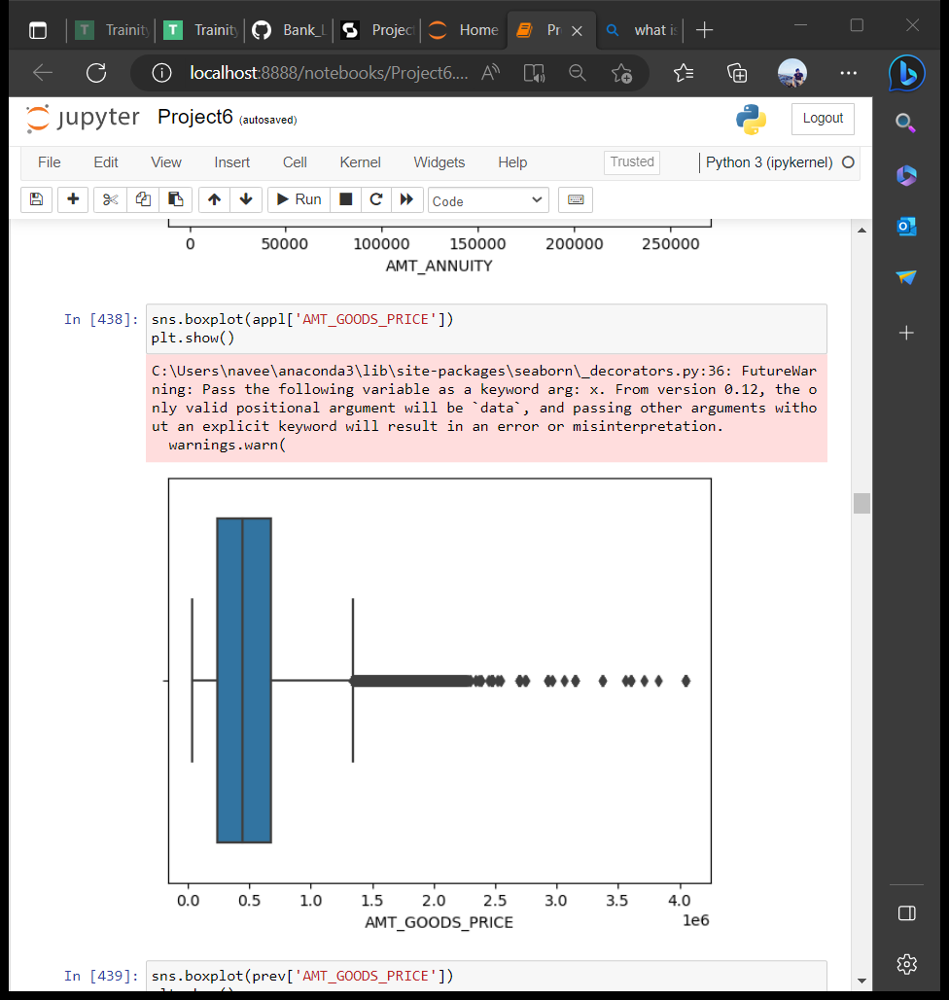 Trainity
Trainity
Bank_L
Project
Home
Pr
what is
localhost:8888/notebooks/Project6....
jupyter Project6 (autosaved)
Logout
File Edit View Insert Cell Kernel Widgets Help Trusted Python 3 (ipykernel)
Run Code
0 50000 100000 150000 200000 250000
AMT_ANNUITY
In [438]: sns.boxplot(appl['AMT_GOODS_PRICE'])
plt.show()
C:\Users\navee\anaconda3\lib\site-packages\seaborn\_decorators.py:36: FutureWar
ning: Pass the following variable as a keyword arg: x. From version 0.12, the o
nly valid positional argument will be `data`, and passing other arguments witho
ut an explicit keyword will result in an error or misinterpretation.
warnings.warn(
0.0 0.5 1.0 1.5 2.0 2.5 3.0 3.5 4.0
AMT_GOODS_PRICE 1e6
In [439]: sns.boxplot(prev['AMT_GOODS_PRICE'])